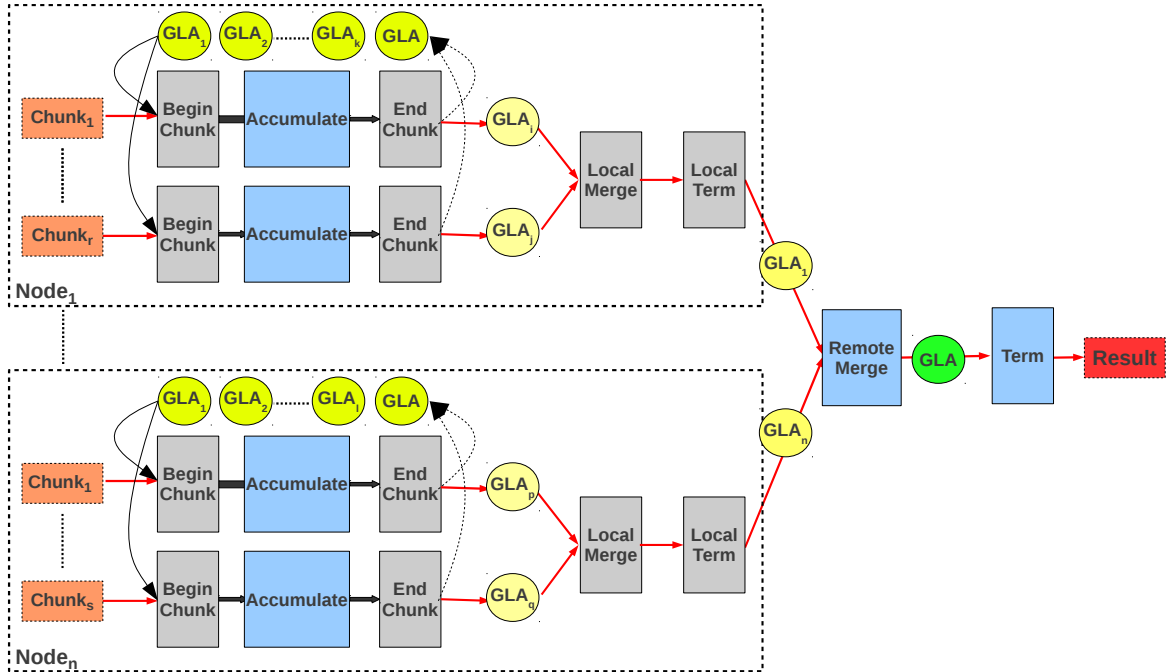 GLA₁ GLA₂ GLAₖ GLA
Chunk₁
Begin
Chunk
Accumulate
End
Chunk
GLAᵢ
Chunkᵣ
Begin
Chunk
Accumulate
End
Chunk
GLAⱼ
Local
Merge
Local
Term
Node₁
GLA₁
Remote
Merge
GLA
Term
Result
GLAₙ
GLA₁ GLA₂ GLAₗ GLA
Chunk₁
Begin
Chunk
Accumulate
End
Chunk
GLAₚ
Chunkₛ
Begin
Chunk
Accumulate
End
Chunk
GLA_q
Local
Merge
Local
Term
Nodeₙ